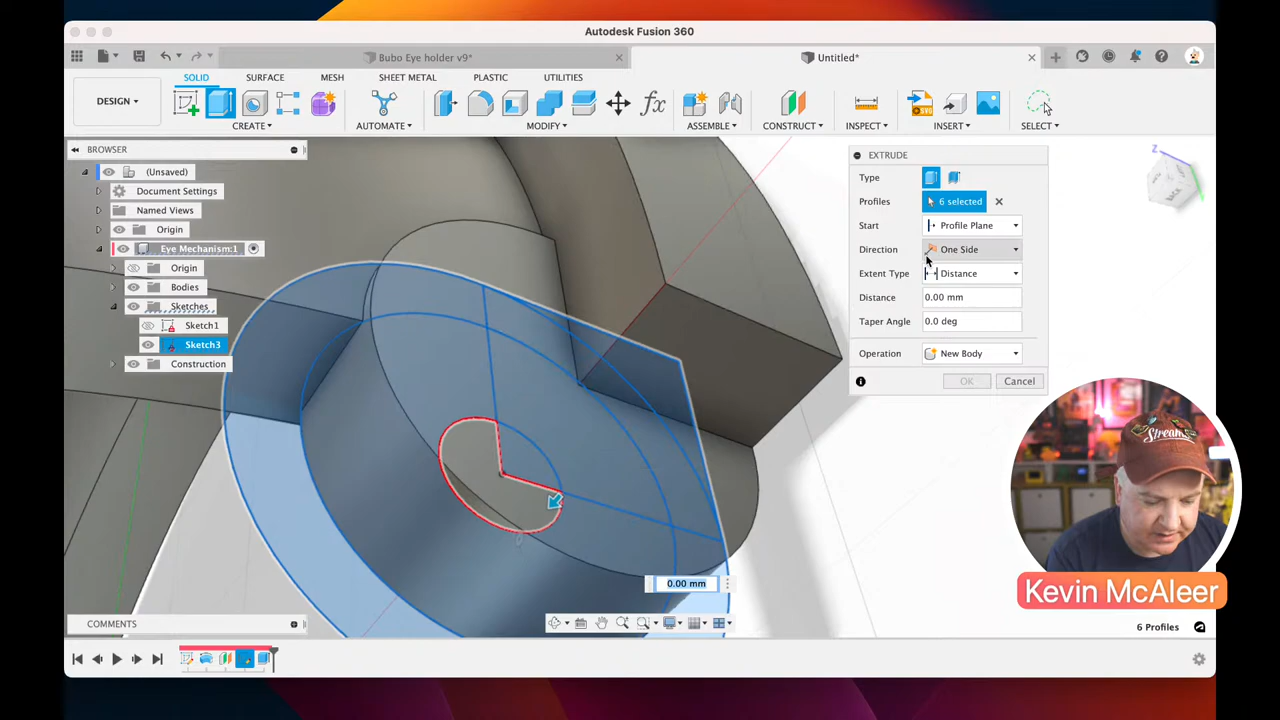 Autodesk Fusion 360
Bubo Eye holder v9*
Untitled*
DESIGN
SOLID
SURFACE
MESH
SHEET METAL
PLASTIC
UTILITIES
CREATE
AUTOMATE
MODIFY
ASSEMBLE
CONSTRUCT
INSPECT
INSERT
SELECT
BROWSER
(Unsaved)
Document Settings
Named Views
Origin
Eye Mechanism:1
Origin
Bodies
Sketches
Sketch1
Sketch3
Construction
EXTRUDE
Type
Profiles 6 selected
Start Profile Plane
Direction One Side
Extent Type Distance
Distance 0.00 mm
Taper Angle 0.0 deg
Operation New Body
OK Cancel
Z
BACK
0.00 mm
Kevin McAleer
COMMENTS
6 Profiles